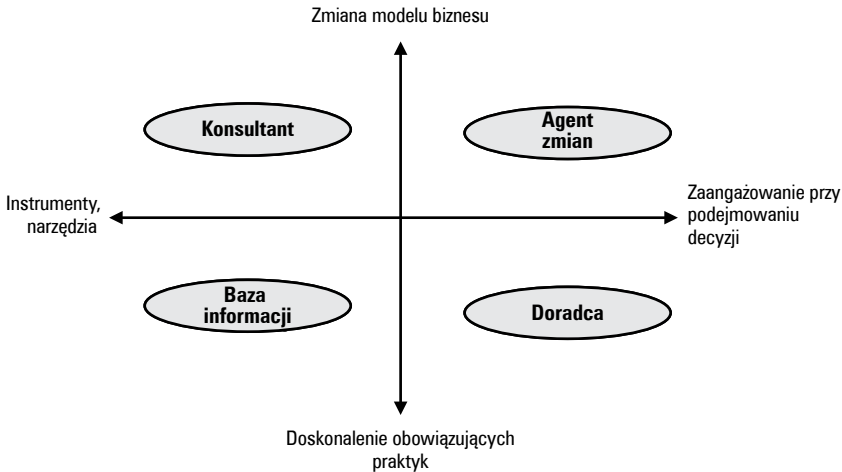 Zmiana modelu biznesu
Konsultant
Agent
zmian
Instrumenty,
narzędzia
Zaangażowanie przy
podejmowaniu
decyzji
Baza
informacji
Doradca
Doskonalenie obowiązujących
praktyk